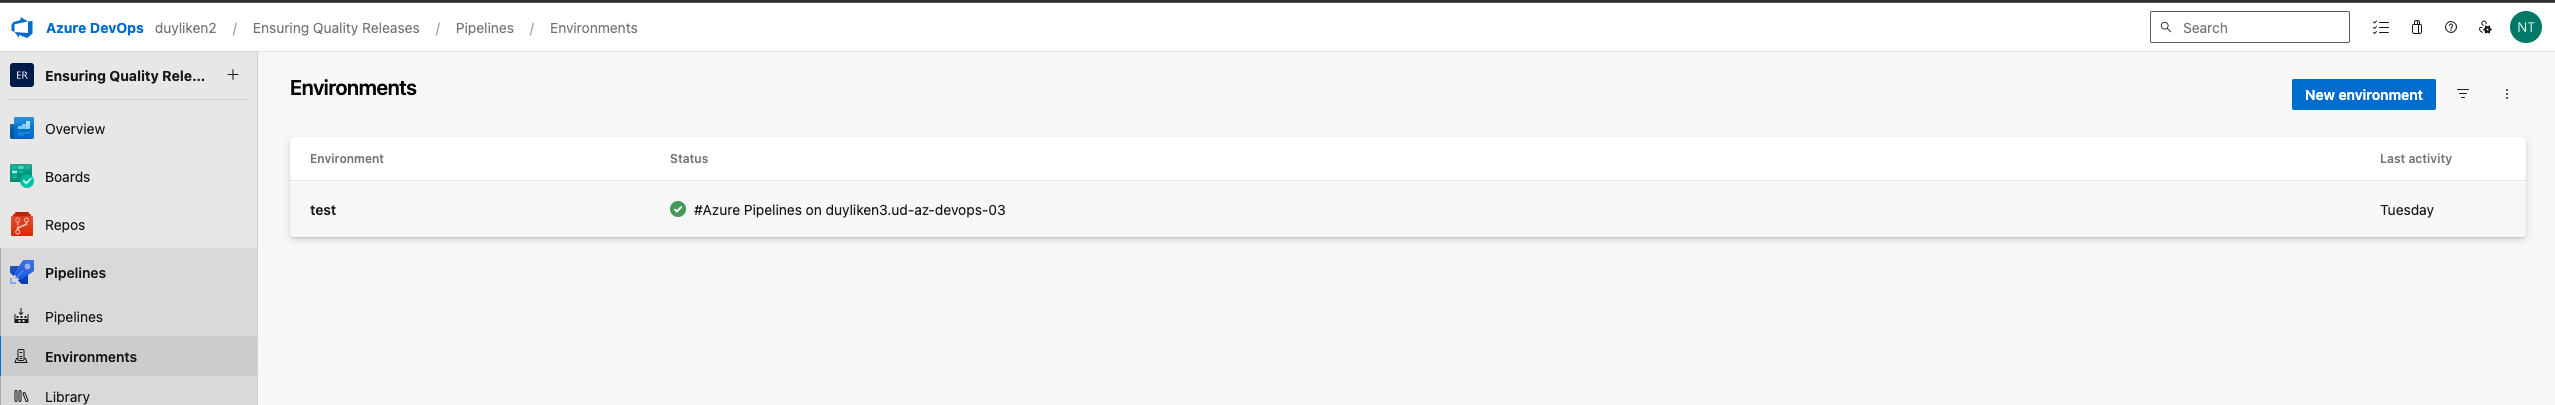 Azure DevOps duyliken2 / Ensuring Quality Releases / Pipelines / Environments
Search
NT
ER Ensuring Quality Rele... +
Overview
Boards
Repos
Pipelines
Pipelines
Environments
Library
Environments
New environment
Environment Status Last activity
test #Azure Pipelines on duyliken3.ud-az-devops-03 Tuesday